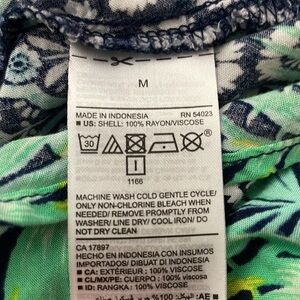 M
MADE IN INDONESIA RN 54023
■ US: SHELL: 100% RAYON/VISCOSE
30
I
1166
MACHINE WASH COLD GENTLE CYCLE/
ONLY NON-CHLORINE BLEACH WHEN
NEEDED/ REMOVE PROMPTLY FROM
WASHER/ LINE DRY/ COOL IRON/ DO
NOT DRY CLEAN
CA 17897
HECHO EN INDONESIA CON INSUMOS
IMPORTADOS/ DIBUAT DI INDONESIA
■ CA: EXTÉRIEUR : 100% VISCOSE
■ CL/MX/PE: CUERPO : 100% viscosa
■ ID: RANGKA : 100% VISCOSE
■ AE: 100%